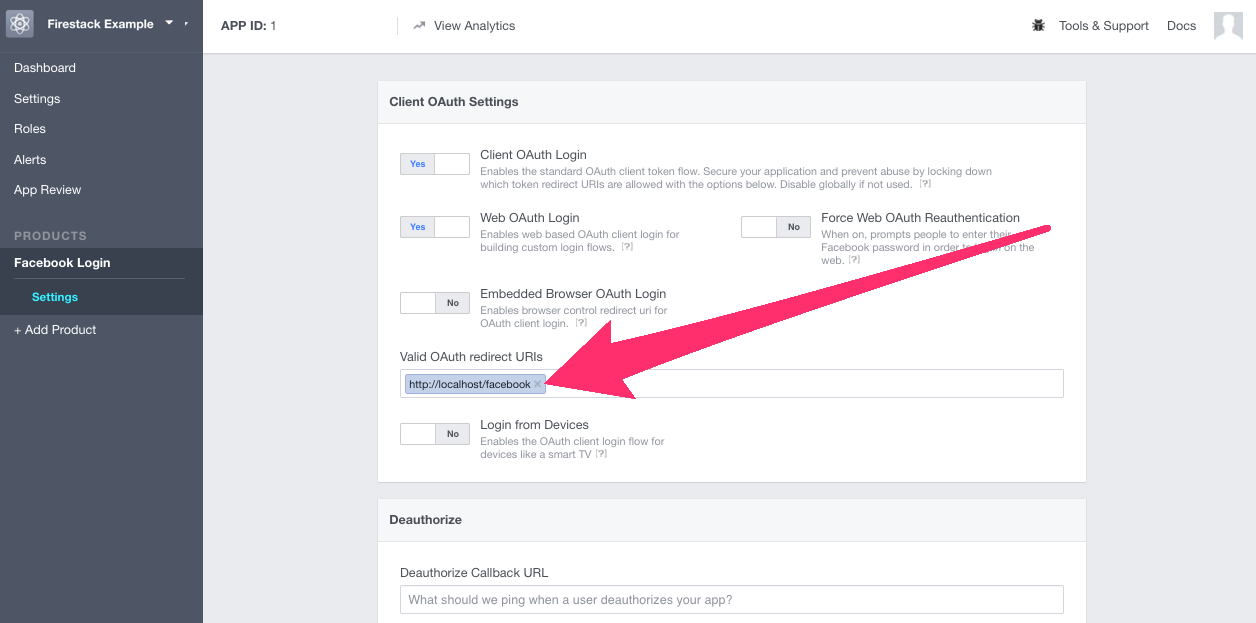 Firestack Example
APP ID: 1
View Analytics
Tools & Support
Docs
Dashboard
Settings
Roles
Alerts
App Review
PRODUCTS
Facebook Login
Settings
+ Add Product
Client OAuth Settings
Yes
Client OAuth Login
Enables the standard OAuth client token flow. Secure your application and prevent abuse by locking down
which token redirect URIs are allowed with the options below. Disable globally if not used. [?]
Yes
Web OAuth Login
Enables web based OAuth client login for
building custom login flows. [?]
No
Force Web OAuth Reauthentication
When on, prompts people to enter their
Facebook password in order to on the
web. [?]
No
Embedded Browser OAuth Login
Enables browser control redirect uri for
OAuth client login. [?]
Valid OAuth redirect URIs
http://localhost/facebook ×
No
Login from Devices
Enables the OAuth client login flow for
devices like a smart TV [?]
Deauthorize
Deauthorize Callback URL
What should we ping when a user deauthorizes your app?